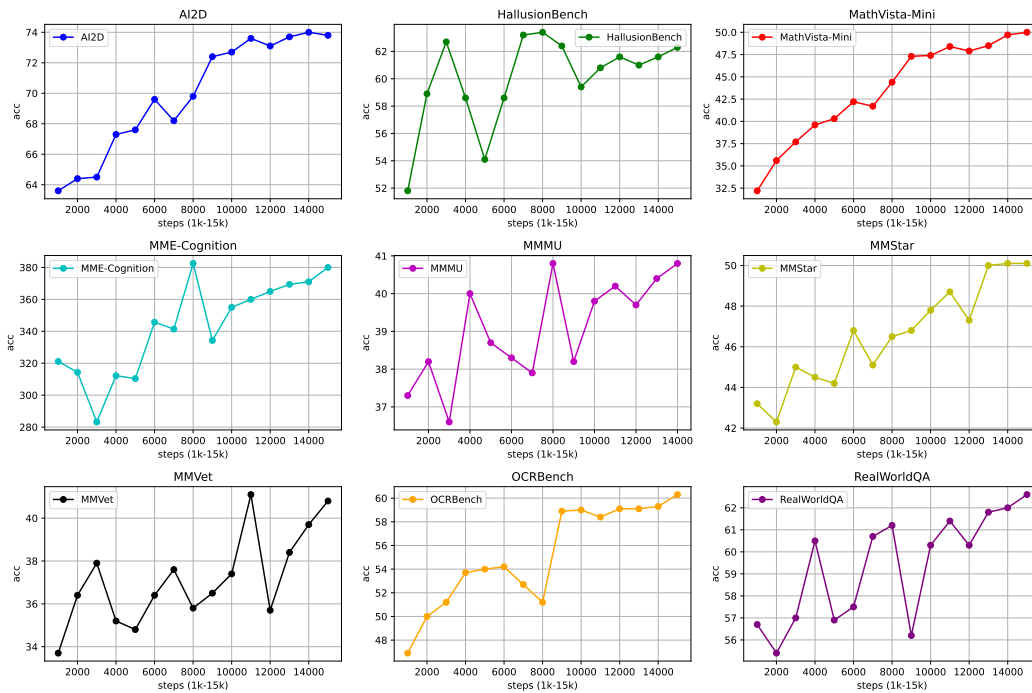 AI2D
HallusionBench
MathVista-Mini
AI2D
HallusionBench
MathVista-Mini
acc
acc
acc
74
72
70
68
66
64
62
60
58
56
54
52
50.0
47.5
45.0
42.5
40.0
37.5
35.0
32.5
2000 4000 6000 8000 10000 12000 14000
2000 4000 6000 8000 10000 12000 14000
2000 4000 6000 8000 10000 12000 14000
steps (1k-15k)
steps (1k-15k)
steps (1k-15k)
MME-Cognition
MMMU
MMStar
MME-Cognition
MMMU
MMStar
acc
acc
acc
380
360
340
320
300
280
41
40
39
38
37
50
48
46
44
42
2000 4000 6000 8000 10000 12000 14000
2000 4000 6000 8000 10000 12000 14000
2000 4000 6000 8000 10000 12000 14000
steps (1k-15k)
steps (1k-15k)
steps (1k-15k)
MMVet
OCRBench
RealWorldQA
MMVet
OCRBench
RealWorldQA
acc
acc
acc
40
38
36
34
60
58
56
54
52
50
48
62
61
60
59
58
57
56
2000 4000 6000 8000 10000 12000 14000
2000 4000 6000 8000 10000 12000 14000
2000 4000 6000 8000 10000 12000 14000
steps (1k-15k)
steps (1k-15k)
steps (1k-15k)